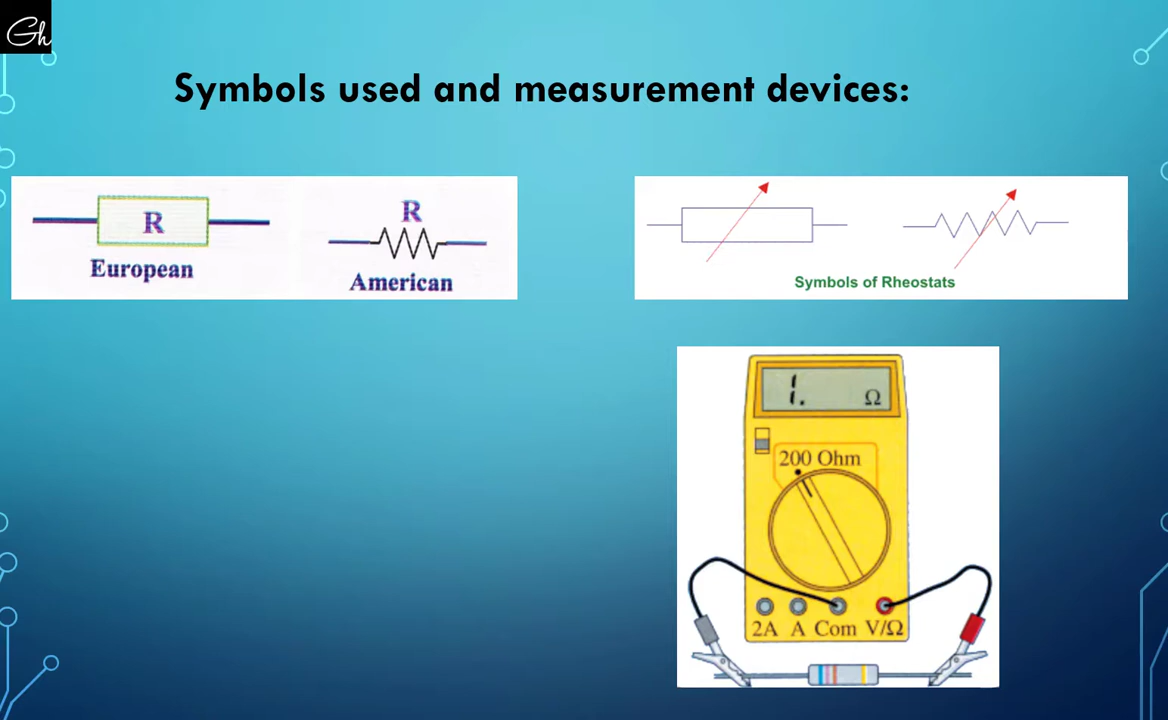 Gh
Symbols used and measurement devices:
R
European
R
American
Symbols of Rheostats
1. Ω
200 Ohm
2A A Com V/Ω